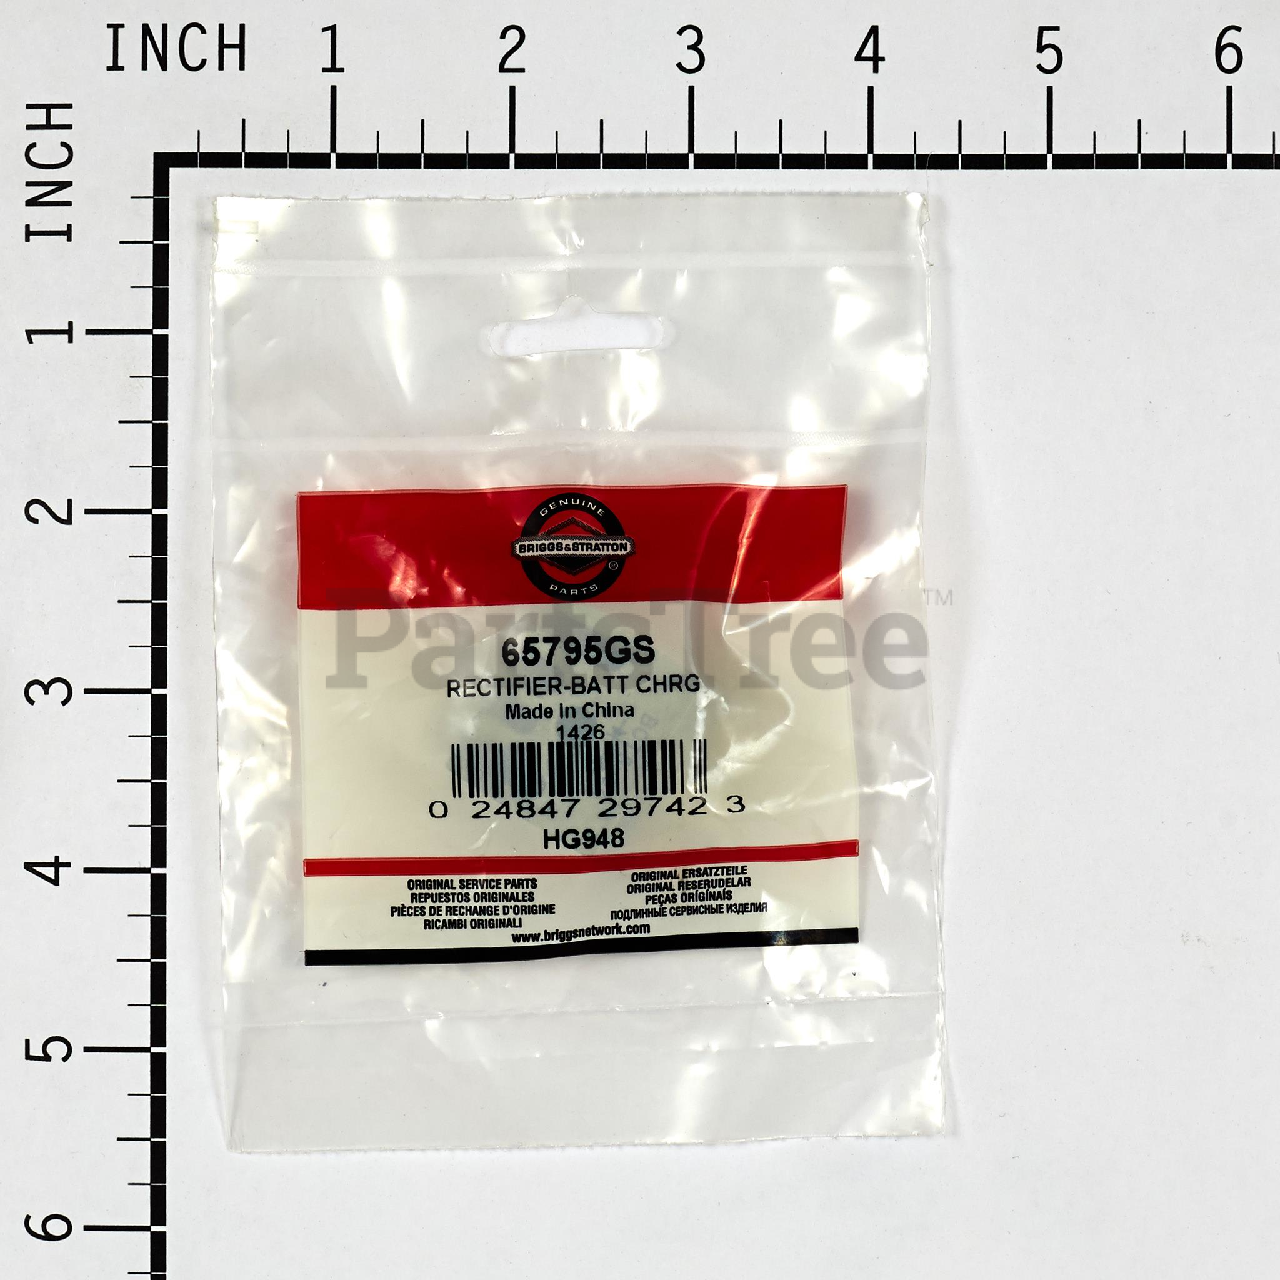 INCH 1 2 3 4 5 6
INCH
1
2
3
4
5
6
GENUINE
BRIGGS&STRATTON
®
PARTS
PartsTree™
65795GS
RECTIFIER-BATT CHRG
Made in China
1426
0 24847 29742 3
HG948
ORIGINAL SERVICE PARTS
REPUESTOS ORIGINALES
PIÈCES DE RECHANGE D'ORIGINE
RICAMBI ORIGINALI
ORIGINAL ERSATZTEILE
ORIGINAL RESERUDELAR
PEÇAS ORIGINAIS
ПОДЛИННЫЕ СЕРВИСНЫЕ ИЗДЕЛИЯ
www.briggsnetwork.com